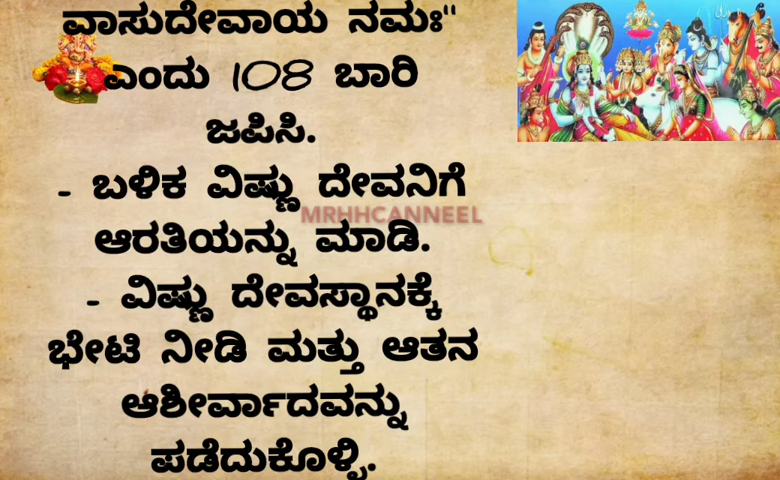 ವಾಸುದೇವಾಯ ನಮಃ"
ಎಂದು 108 ಬಾರಿ
ಜಪಿಸಿ.
- ಬಳಿಕ ವಿಷ್ಣು ದೇವನಿಗೆ
MRHHCANNEEL
ಆರತಿಯನ್ನು ಮಾಡಿ.
- ವಿಷ್ಣು ದೇವಸ್ಥಾನಕ್ಕೆ
ಭೇಟಿ ನೀಡಿ ಮತ್ತು ಆತನ
ಆಶೀರ್ವಾದವನ್ನು
ಪಡೆದುಕೊಳ್ಳಿ.